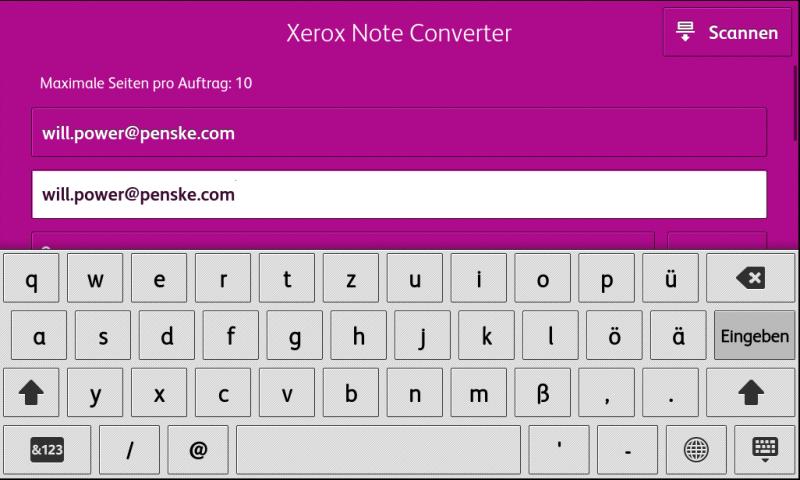 Xerox Note Converter
Scannen
Maximale Seiten pro Auftrag: 10
will.power@penske.com
will.power@penske.com
q w e r t z u i o p ü
a s d f g h j k l ö ä Eingeben
y x c v b n m ß , .
&123 / @ ' -